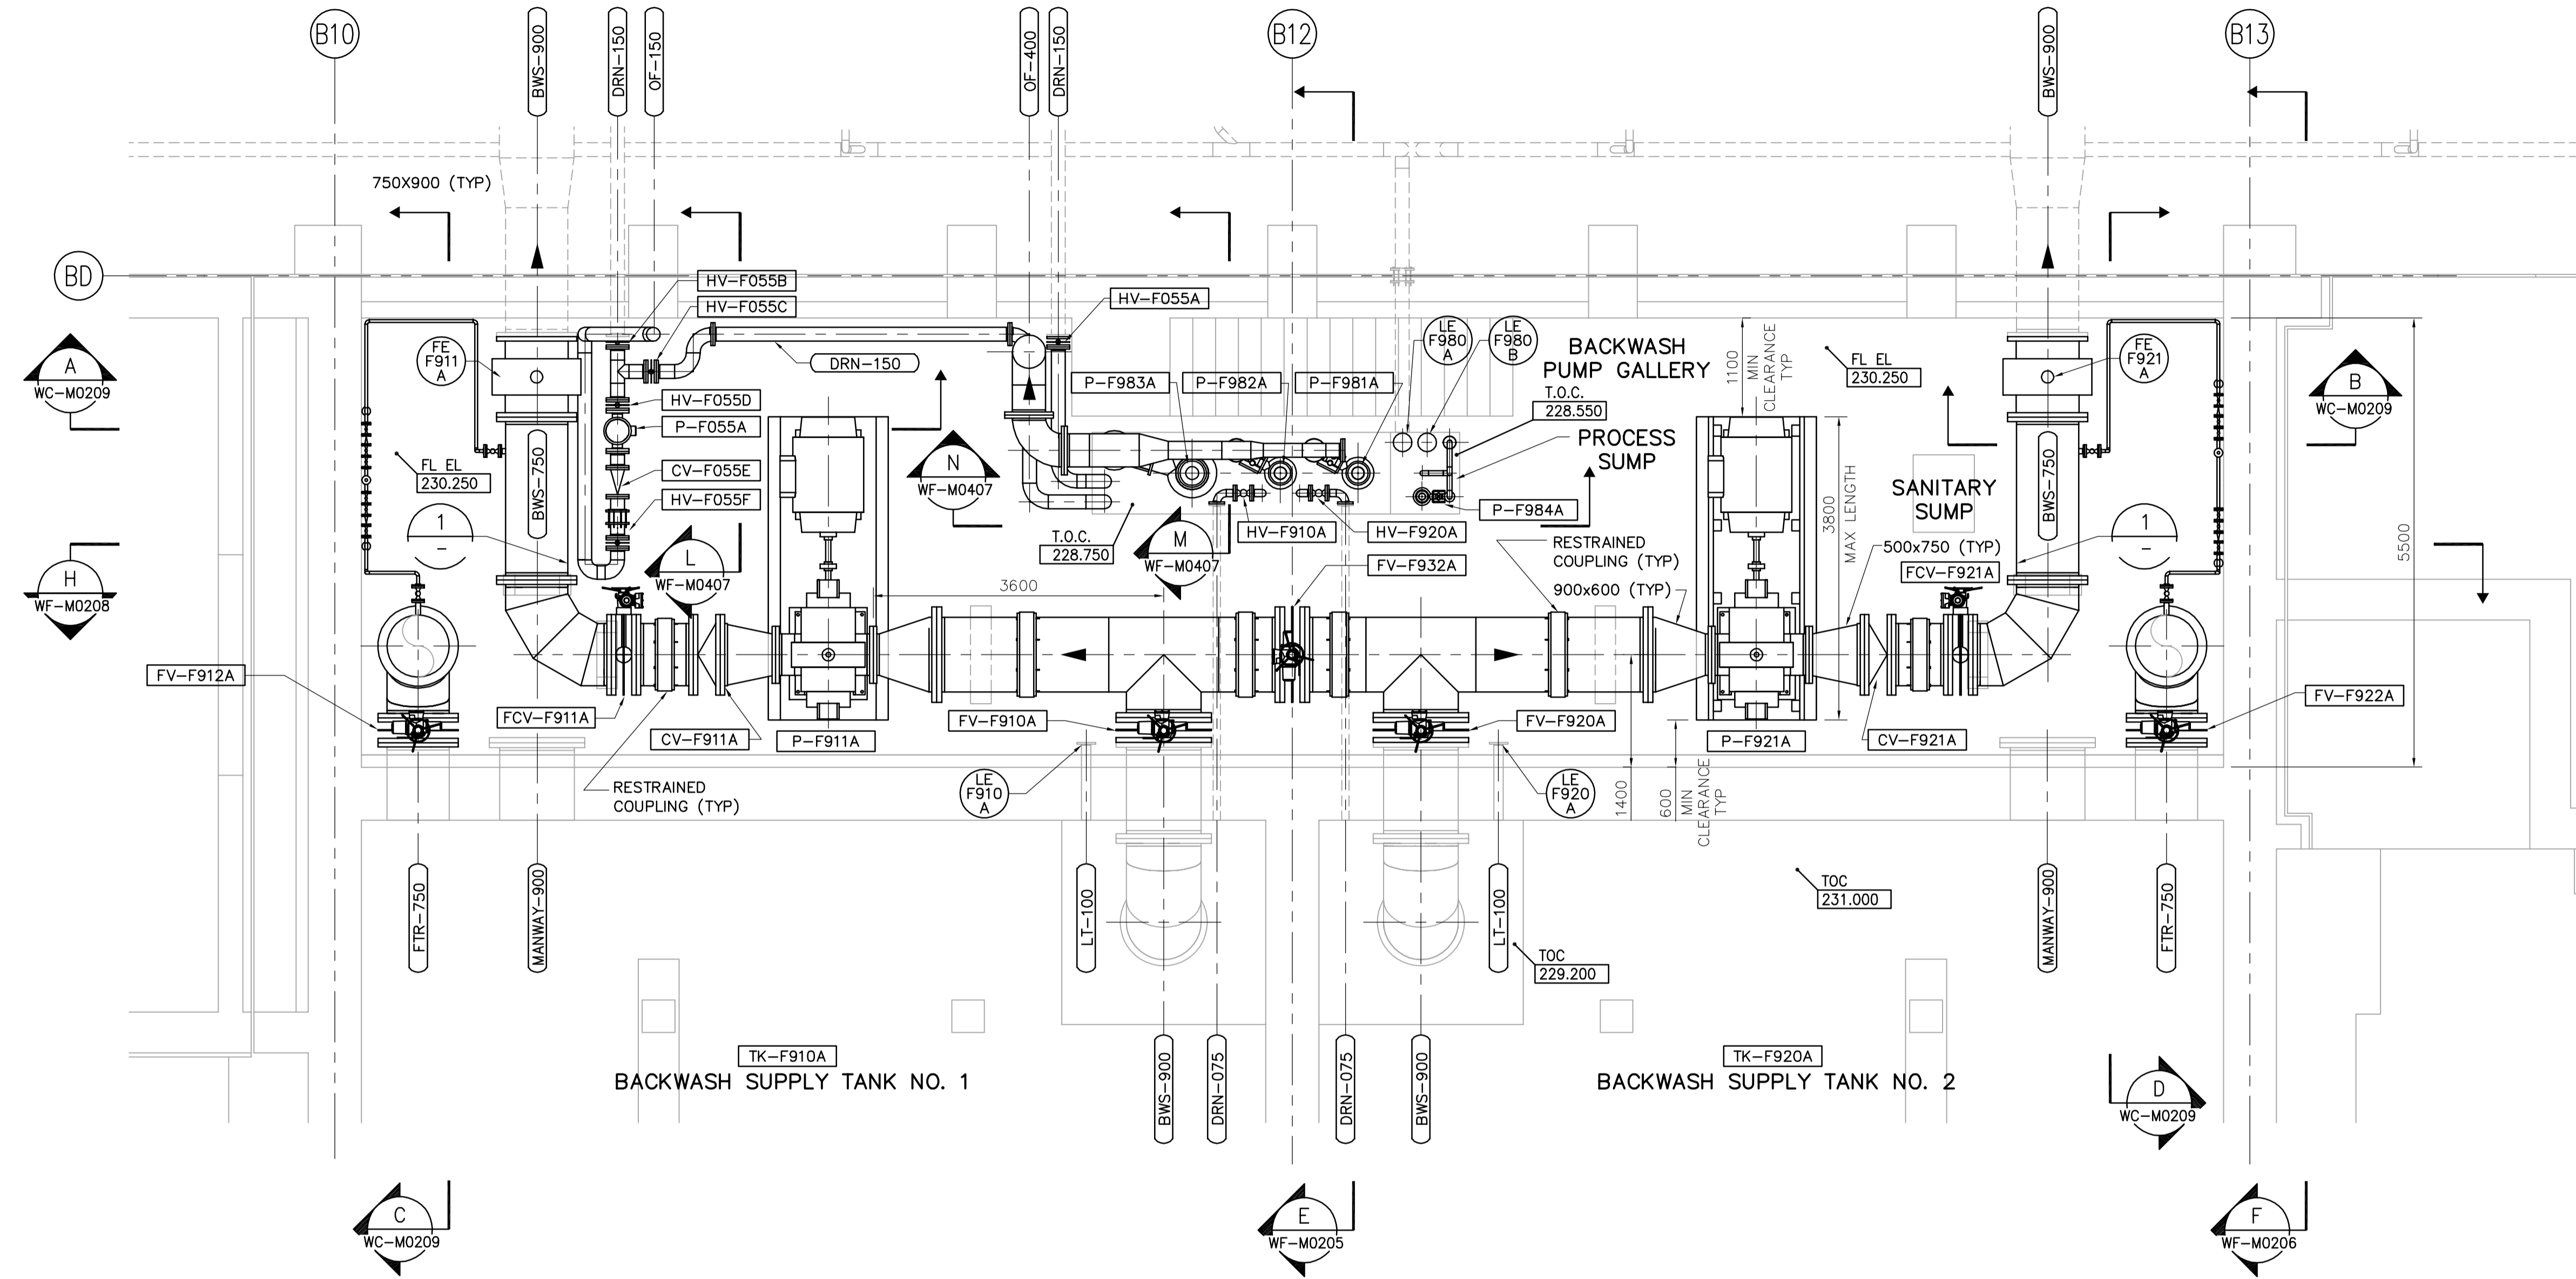 B10
BWS-900
DRN-150
OF-150
OF-400
DRN-150
B12
BWS-900
B13
750X900 (TYP)
BD
HV-F055B
HV-F055C
HV-F055A
DRN-150
A
WC-M0209
FE
F911
A
HV-F055D
P-F055A
CV-F055E
HV-F055F
FL EL
230.250
BWS-750
1
-
H
WF-M0208
L
WF-M0407
N
WF-M0407
P-F983A
P-F982A
P-F981A
LE
F980
A
LE
F980
B
BACKWASH
PUMP GALLERY
T.O.C.
228.550
PROCESS
SUMP
P-F984A
HV-F910A
HV-F920A
T.O.C.
228.750
M
WF-M0407
FV-F932A
RESTRAINED
COUPLING (TYP)
900x600 (TYP)
3600
1100
MIN
CLEARANCE
TYP
3800
MAX LENGTH
FL EL
230.250
FE
F921
A
B
WC-M0209
SANITARY
SUMP
BWS-750
1
-
500x750 (TYP)
FCV-F921A
5500
FV-F912A
FCV-F911A
CV-F911A
P-F911A
FV-F910A
FV-F920A
P-F921A
CV-F921A
FV-F922A
RESTRAINED
COUPLING (TYP)
LE
F910
A
LE
F920
A
1400
600
MIN
CLEARANCE
TYP
FTR-750
MANWAY-900
LT-100
LT-100
TOC
231.000
TOC
229.200
MANWAY-900
FTR-750
TK-F910A
BACKWASH SUPPLY TANK NO. 1
BWS-900
DRN-075
DRN-075
BWS-900
TK-F920A
BACKWASH SUPPLY TANK NO. 2
D
WC-M0209
C
WC-M0209
E
WF-M0205
F
WF-M0206